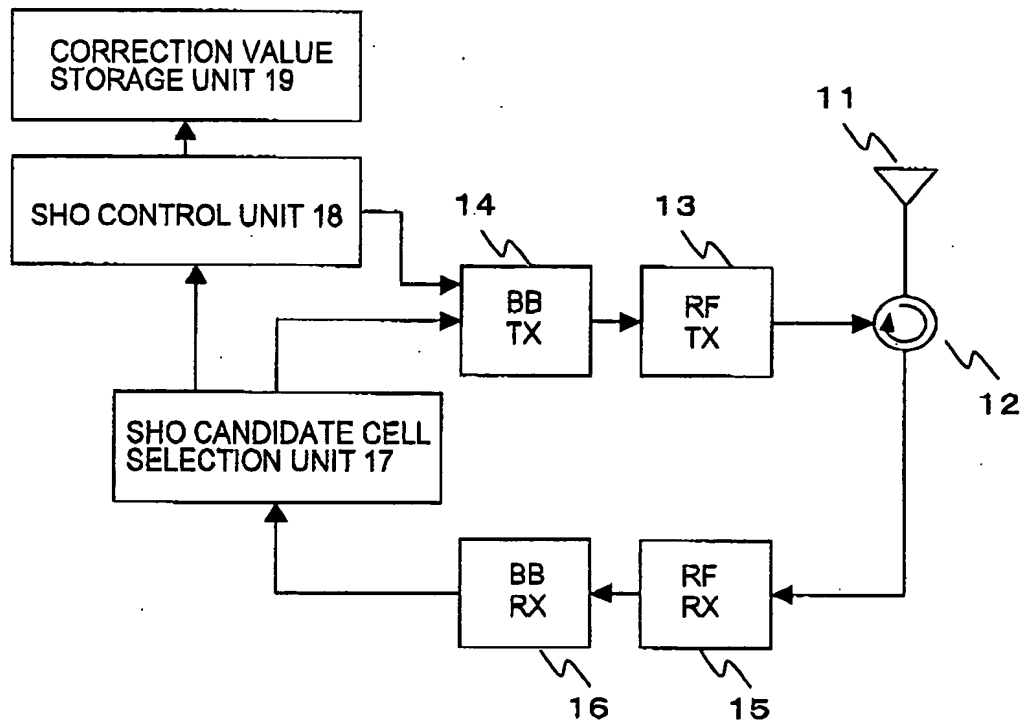 CORRECTION VALUE
STORAGE UNIT 19
11
SHO CONTROL UNIT 18
14
13
BB
TX
RF
TX
12
SHO CANDIDATE CELL
SELECTION UNIT 17
BB
RX
RF
RX
16
15